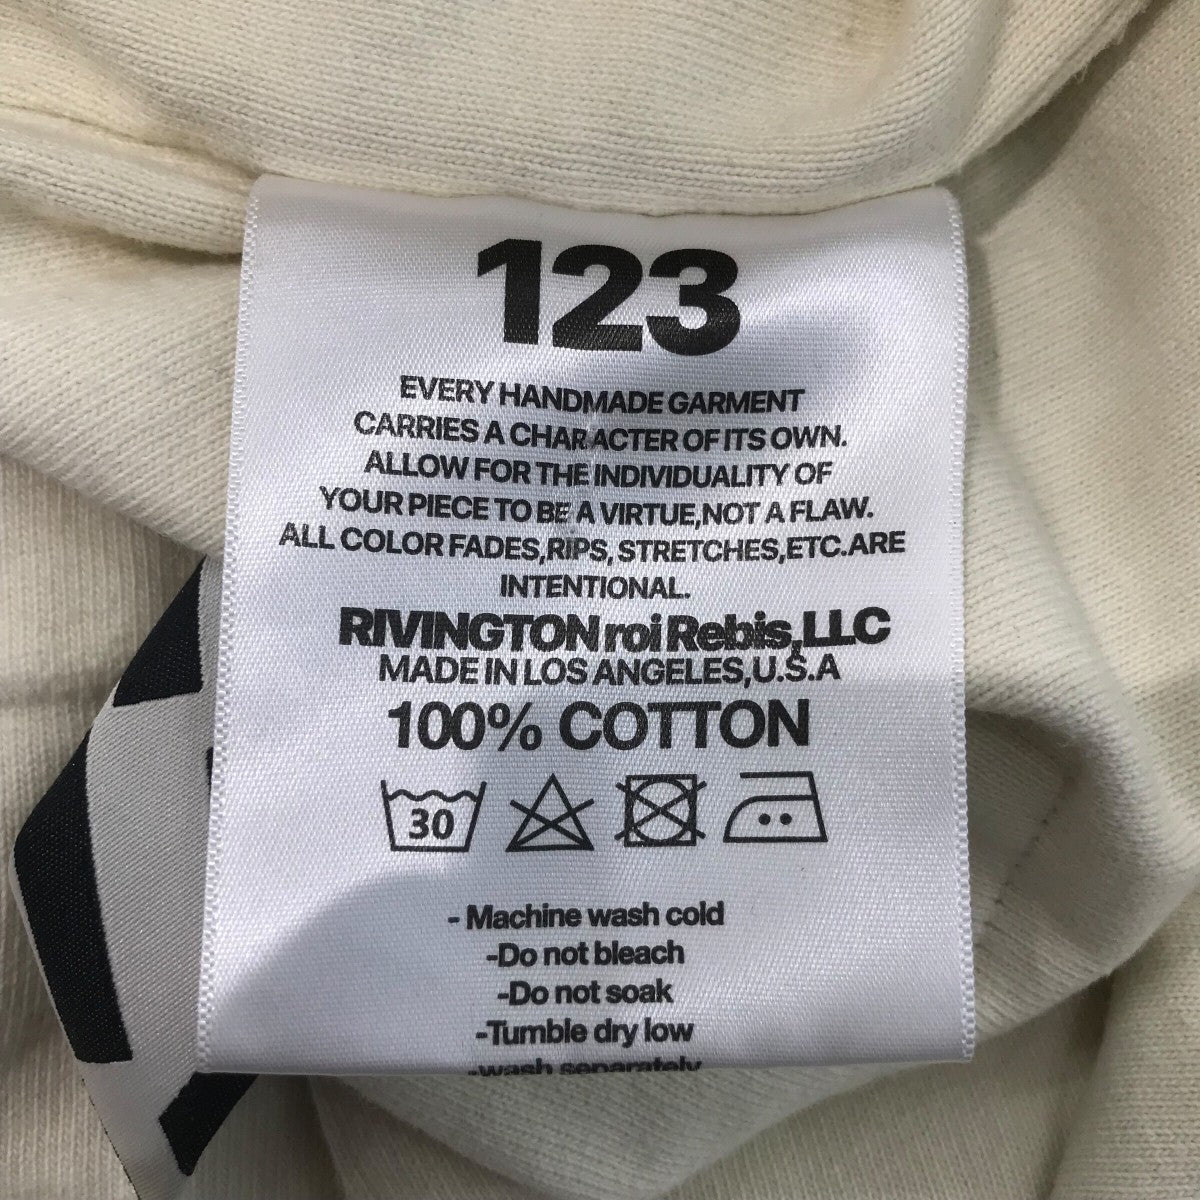 123
EVERY HANDMADE GARMENT
CARRIES A CHARACTER OF ITS OWN.
ALLOW FOR THE INDIVIDUALITY OF
YOUR PIECE TO BE A VIRTUE,NOT A FLAW.
ALL COLOR FADES,RIPS, STRETCHES,ETC.ARE
INTENTIONAL.
RIVINGTON roi Rebis,LLC
MADE IN LOS ANGELES,U.S.A
100% COTTON
30
- Machine wash cold
-Do not bleach
-Do not soak
-Tumble dry low
-wash separately